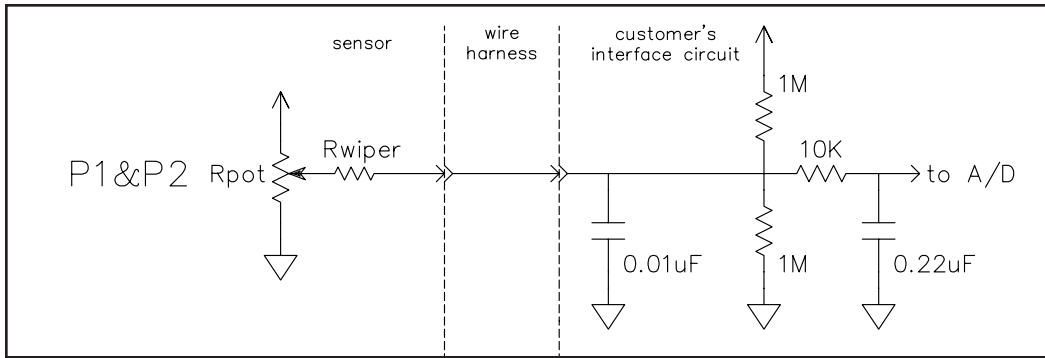 sensor
wire
harness
customer's
interface circuit
1M
P1&P2
Rpot
Rwiper
10K
to A/D
0.01uF
1M
0.22uF